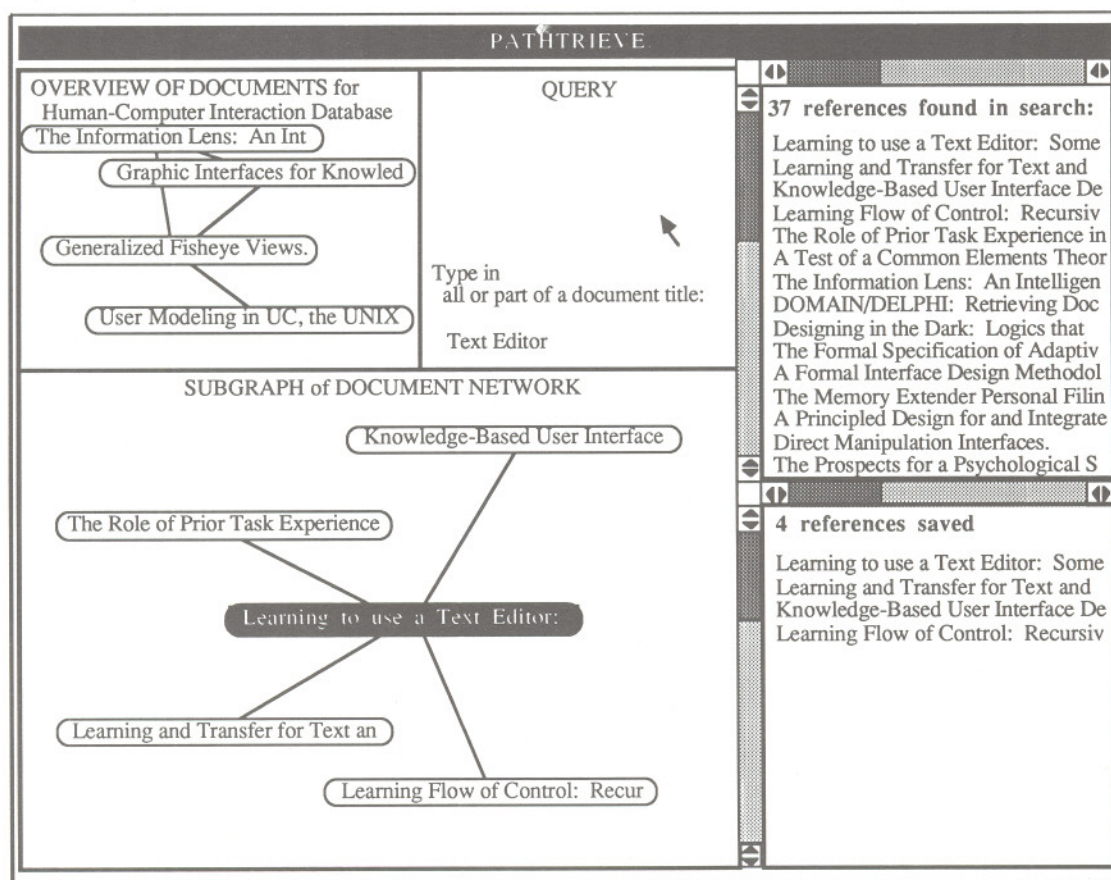 PATHTRIEVE
OVERVIEW OF DOCUMENTS for
Human-Computer Interaction Database
The Information Lens: An Int
Graphic Interfaces for Knowled
Generalized Fisheye Views.
User Modeling in UC, the UNIX
QUERY
Type in
all or part of a document title:
Text Editor
SUBGRAPH of DOCUMENT NETWORK
Knowledge-Based User Interface
The Role of Prior Task Experience
Learning to use a Text Editor:
Learning and Transfer for Text an
Learning Flow of Control: Recur
37 references found in search:
Learning to use a Text Editor: Some
Learning and Transfer for Text and
Knowledge-Based User Interface De
Learning Flow of Control: Recursiv
The Role of Prior Task Experience in
A Test of a Common Elements Theor
The Information Lens: An Intelligen
DOMAIN/DELPHI: Retrieving Doc
Designing in the Dark: Logics that
The Formal Specification of Adaptiv
A Formal Interface Design Methodol
The Memory Extender Personal Filin
A Principled Design for and Integrate
Direct Manipulation Interfaces.
The Prospects for a Psychological S
4 references saved
Learning to use a Text Editor: Some
Learning and Transfer for Text and
Knowledge-Based User Interface De
Learning Flow of Control: Recursiv